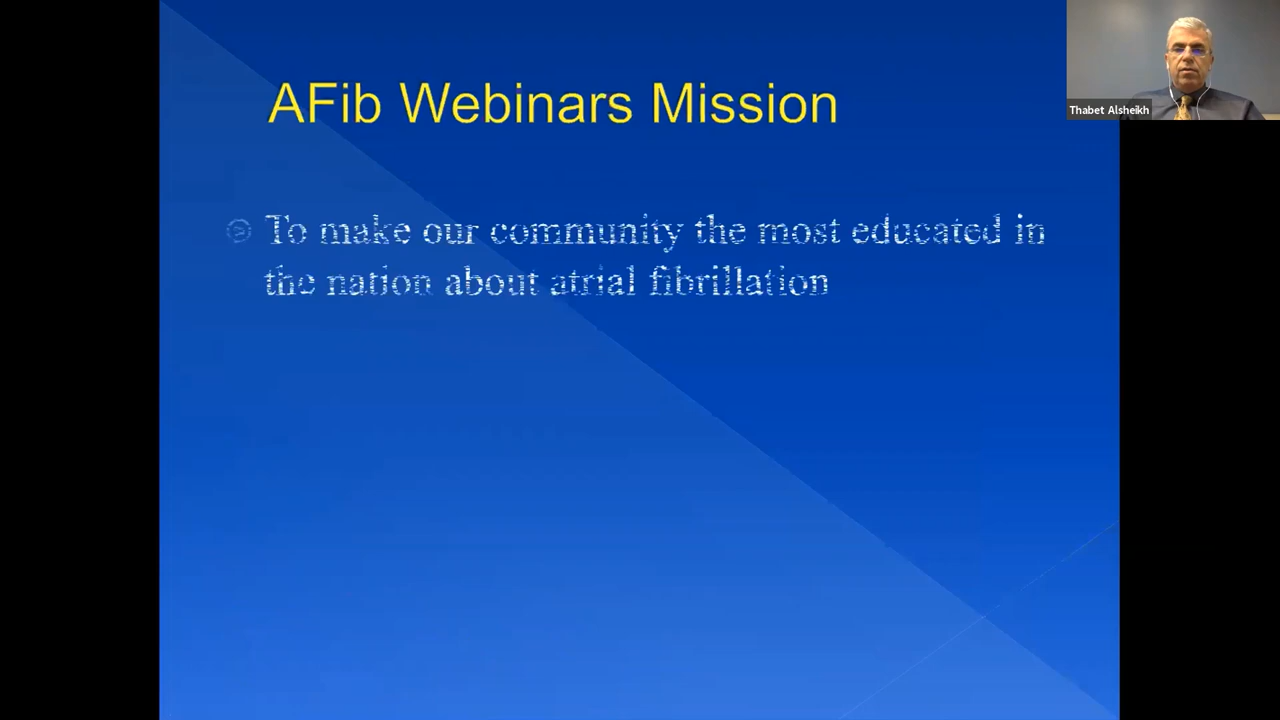 AFib Webinars Mission
To make our community the most educated in
the nation about atrial fibrillation
Thabet Alsheikh